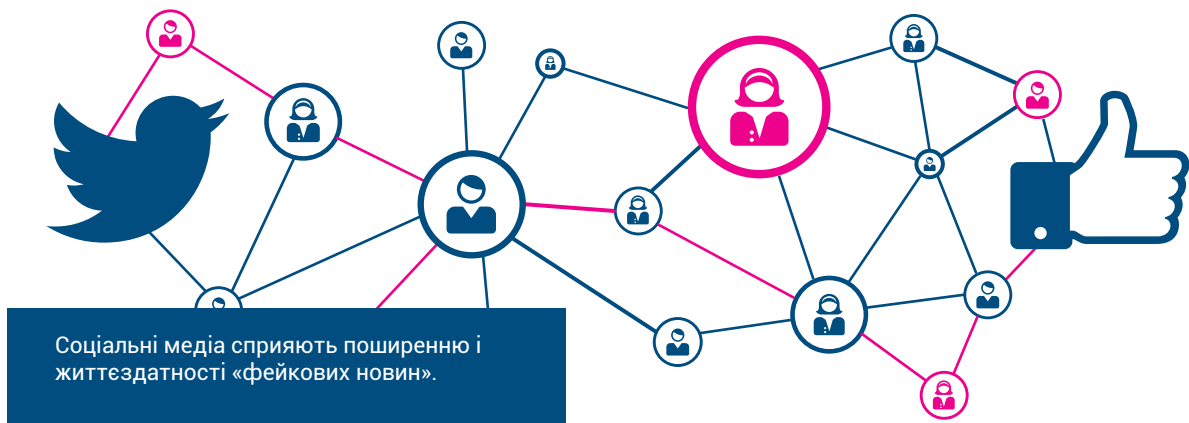 Соціальні медіа сприяють поширенню і
життєздатності «фейкових новин».